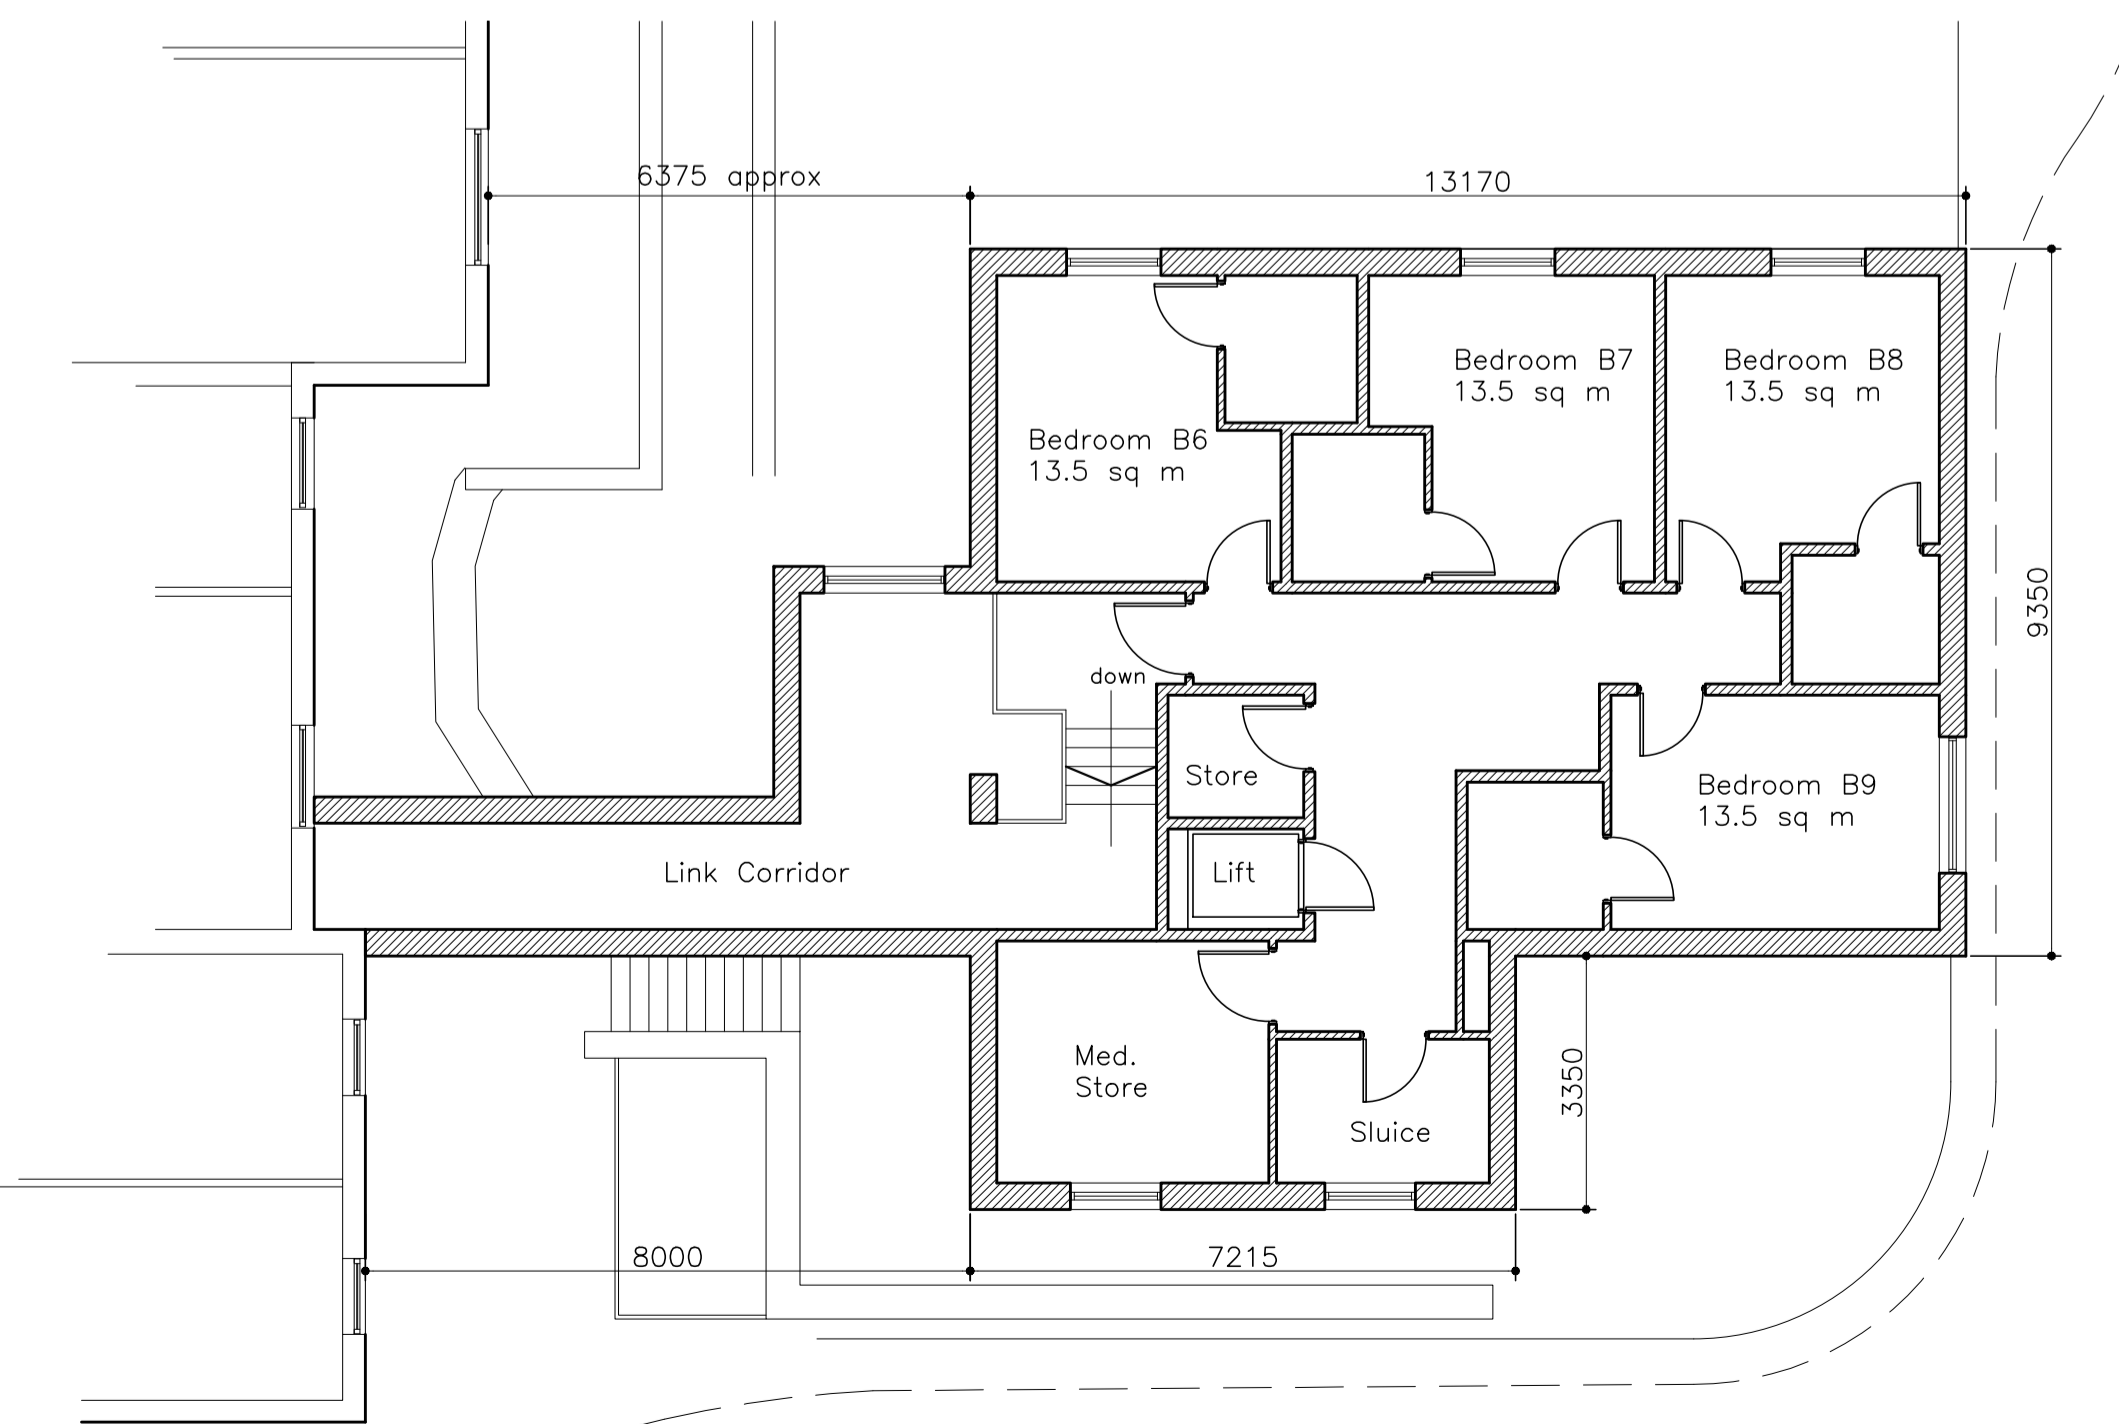 6375 approx
13170
Bedroom B7
13.5 sq m
Bedroom B8
13.5 sq m
Bedroom B6
13.5 sq m
9350
down
Store
Bedroom B9
13.5 sq m
Link Corridor
Lift
Med.
Store
3350
Sluice
8000
7215